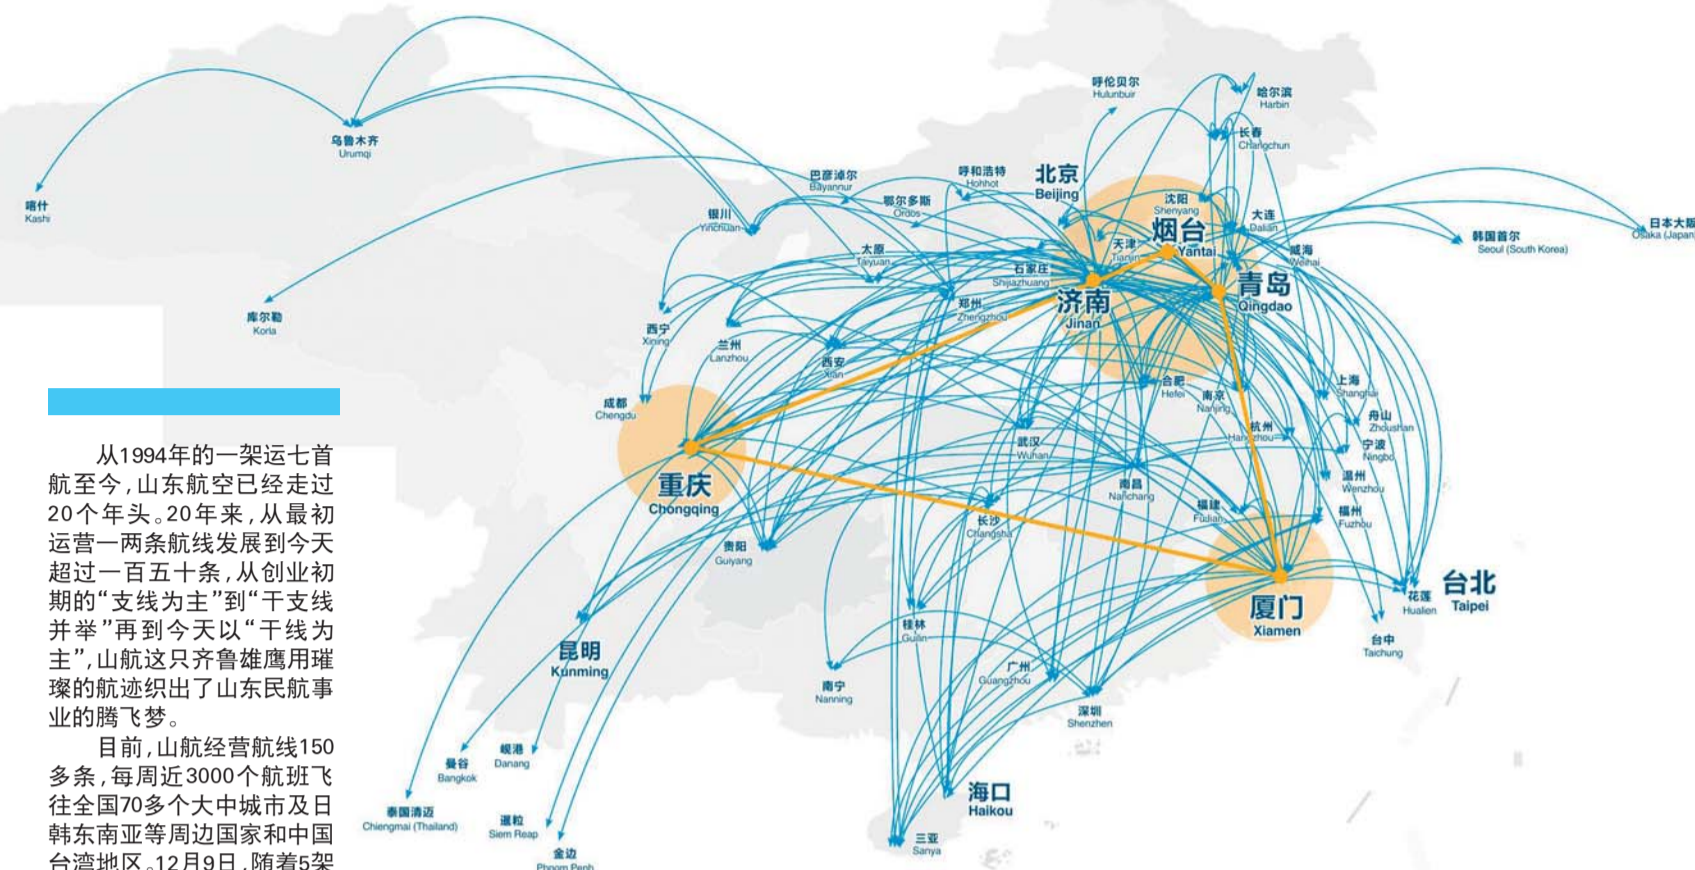 呼伦贝尔
Hulunbuir
哈尔滨
Harbin
长春
Changchun
乌鲁木齐
Urumqi
喀什
Kashi
巴彦淖尔
Bayannur
呼和浩特
Hohhot
北京
Beijing
鄂尔多斯
Ordos
银川
Yinchuan
沈阳
Shenyang
大连
Dalian
烟台
Yantai
天津
Tianjin
威海
Weihai
韩国首尔
Seoul (South Korea)
日本大阪
Osaka (Japan
太原
Taiyuan
石家庄
Shijiazhuang
青岛
Qingdao
济南
Jinan
郑州
Zhengzhou
库尔勒
Korla
西宁
Xining
兰州
Lanzhou
西安
Xian
成都
Chengdu
合肥
Hefei
南京
Nanjing
上海
Shanghai
舟山
Zhoushan
杭州
Hangzhou
宁波
Ningbo
武汉
Wuhan
温州
Wenzhou
南昌
Nanchang
重庆
Chongqing
福建
Fujian
福州
Fuzhou
长沙
Changsha
贵阳
Guiyang
台北
Taipei
花莲
Hualien
厦门
Xiamen
台中
Taichung
桂林
Guilin
昆明
Kunming
广州
Guangzhou
南宁
Nanning
深圳
Shenzhen
曼谷
Bangkok
岘港
Danang
海口
Haikou
泰国清迈
Chiengmai (Thailand)
暹粒
Siem Reap
三亚
Sanya
金边
Phnom Penh
从1994年的一架运七首
航至今,山东航空已经走过
20个年头。20年来,从最初
运营一两条航线发展到今天
超过一百五十条,从创业初
期的“支线为主”到“干支线
并举”再到今天以“干线为
主”,山航这只齐鲁雄鹰用璀
璨的航迹织出了山东民航事
业的腾飞梦。
目前,山航经营航线150
多条,每周近3000个航班飞
往全国70多个大中城市及日
韩东南亚等周边国家和中国
台湾地区。12月9日,随着5架